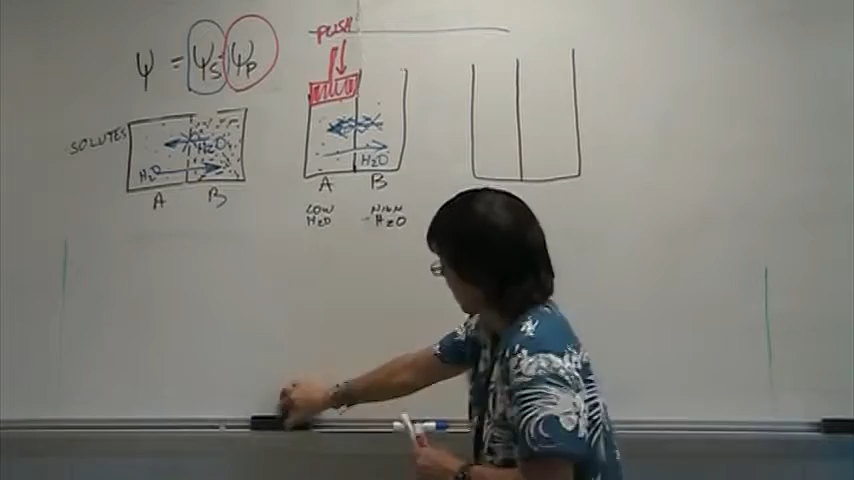 Ψ = Ψs Ψp
PUSH
SOLUTES
H2O
H2O
H2O
A B
A B
LOW
H2O
HIGH
H2O